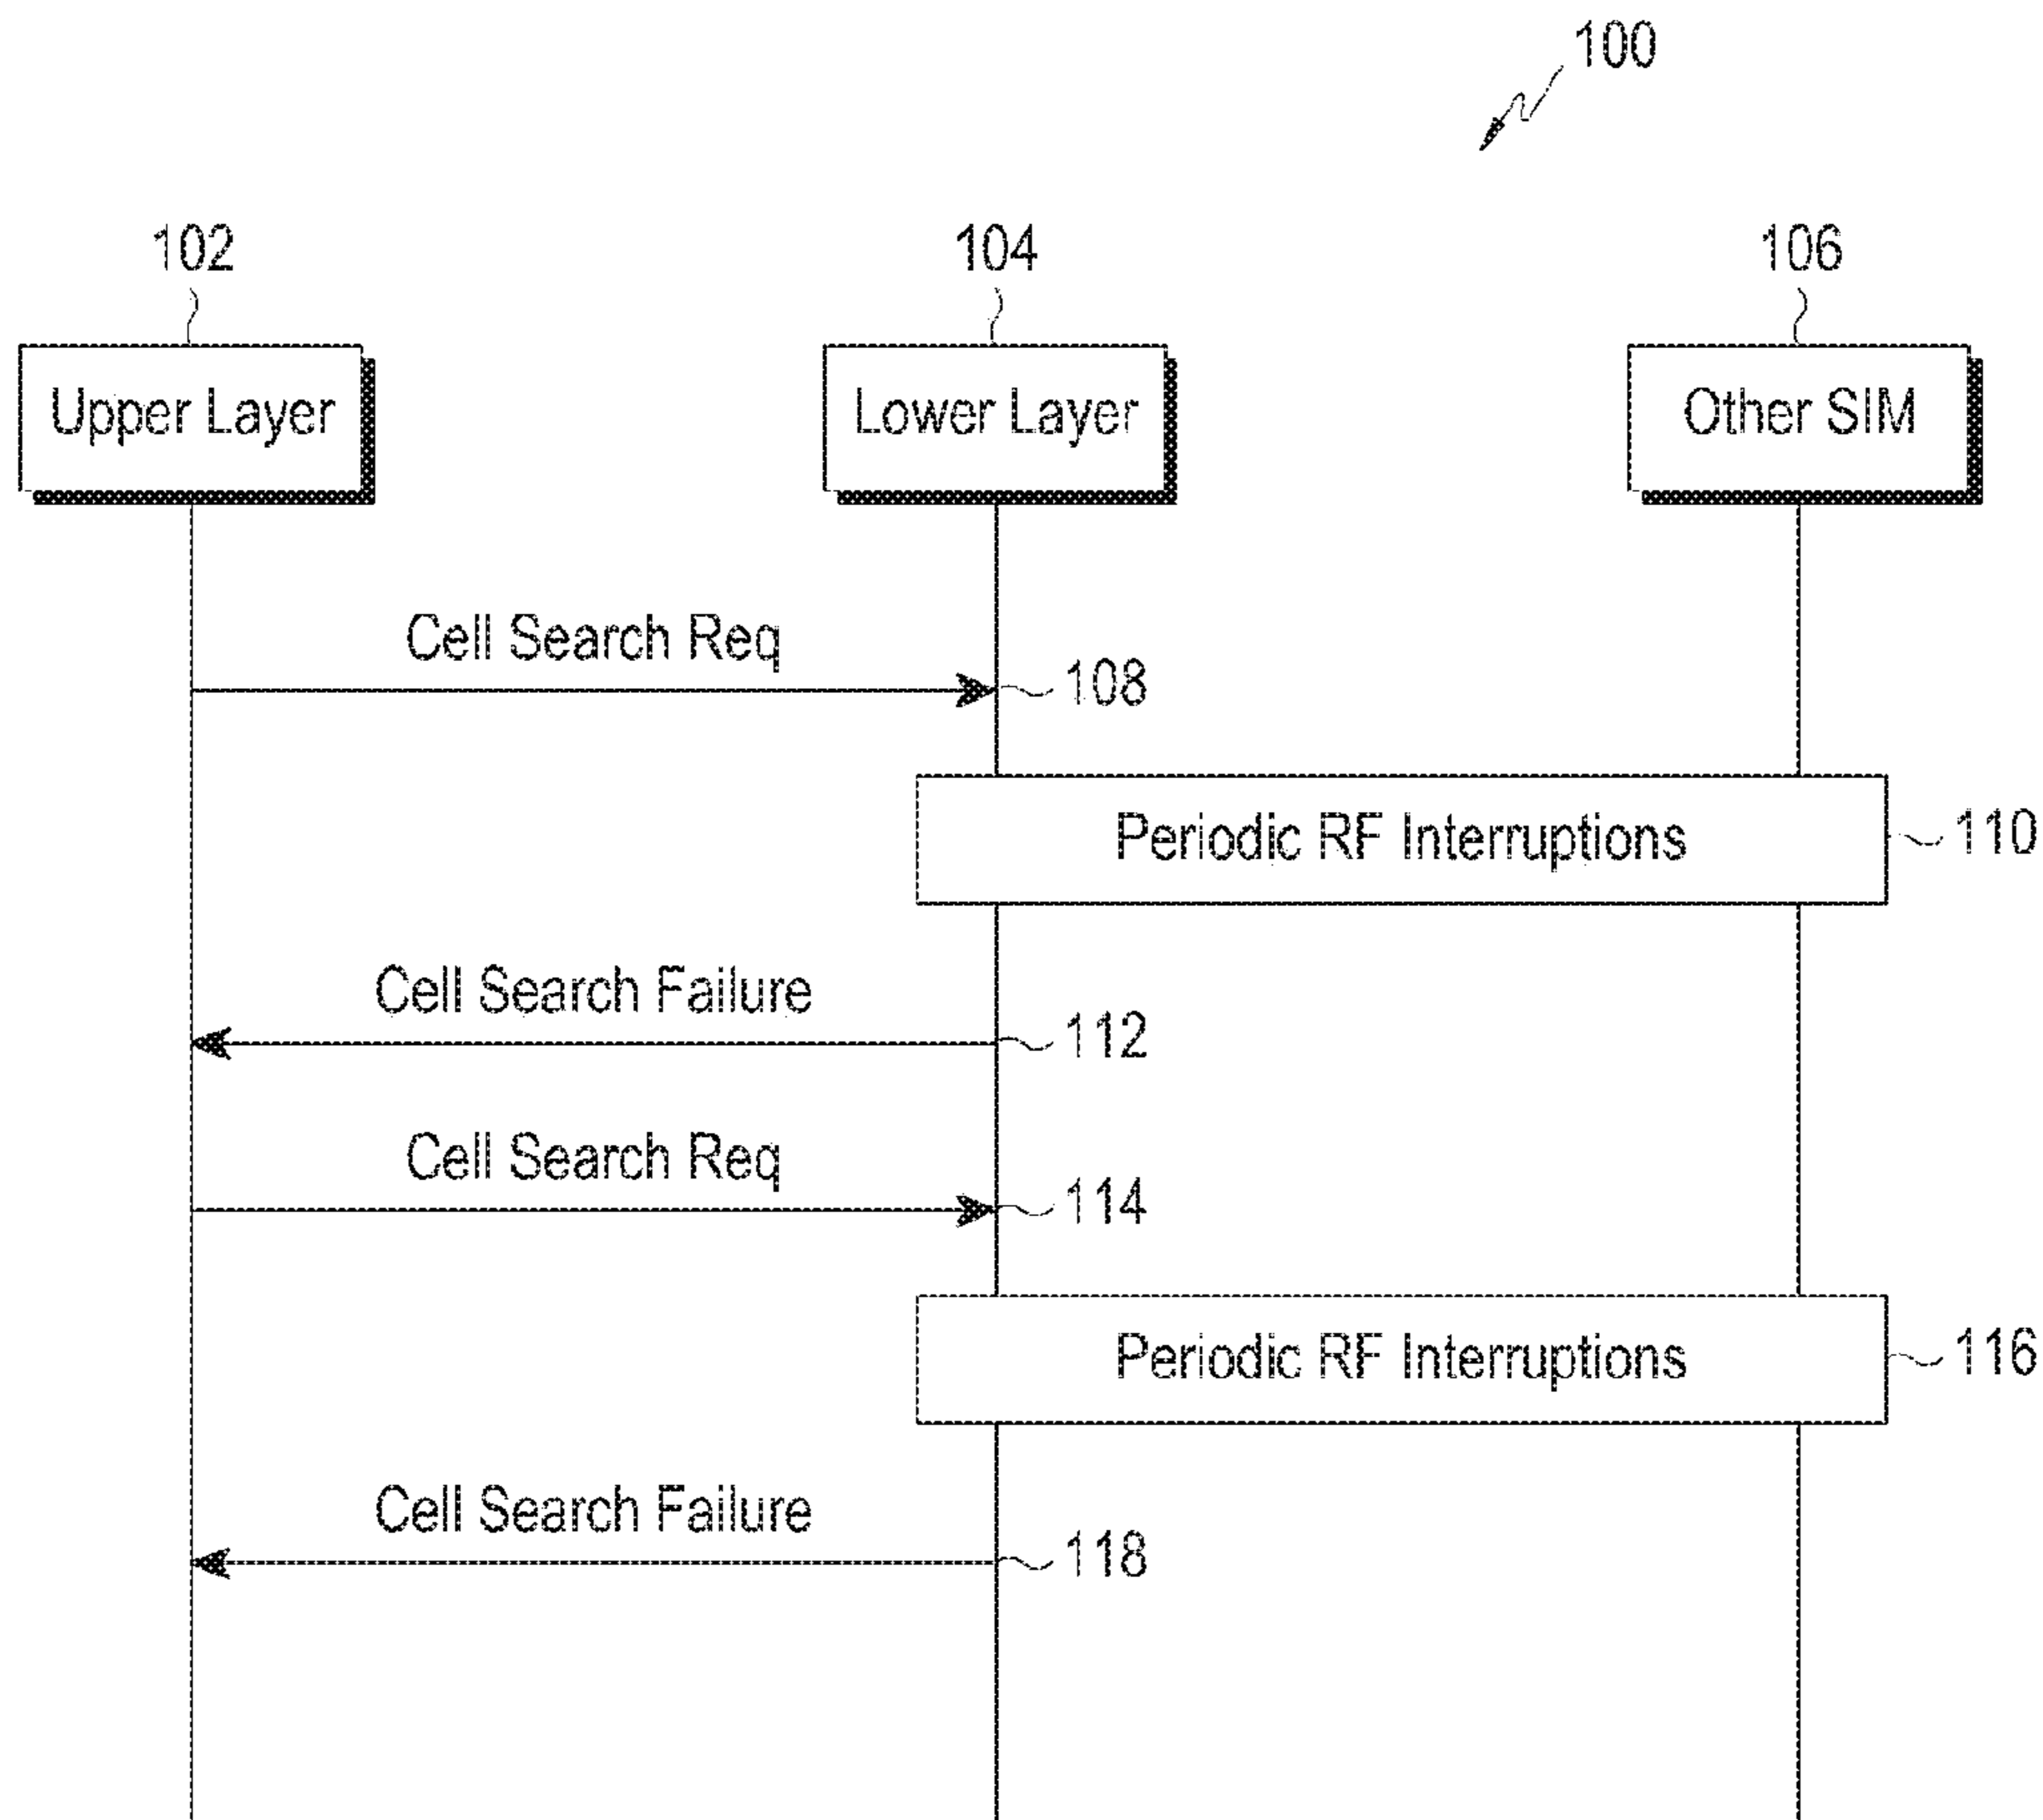 100
102
104
106
Upper Layer
Lower Layer
Other SIM
Cell Search Req
108
Periodic RF Interruptions
110
Cell Search Failure
112
Cell Search Req
114
Periodic RF Interruptions
116
Cell Search Failure
118